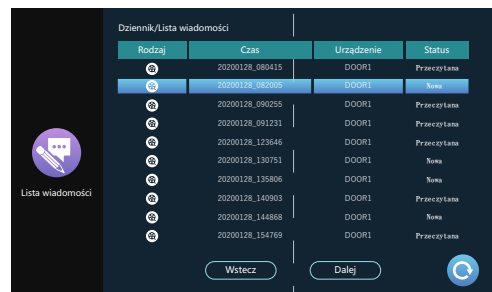 Dziennik/Lista wiadomości
Rodzaj Czas Urządzenie Status
20200128_080415 DOOR1 Przeczytana
20200128_082005 DOOR1 Nowa
20200128_090255 DOOR1 Przeczytana
20200128_091231 DOOR1 Przeczytana
20200128_123646 DOOR1 Przeczytana
20200128_130751 DOOR1 Nowa
20200128_135806 DOOR1 Nowa
20200128_140903 DOOR1 Przeczytana
20200128_144868 DOOR1 Nowa
20200128_154769 DOOR1 Przeczytana
Lista wiadomości
Wstecz Dalej